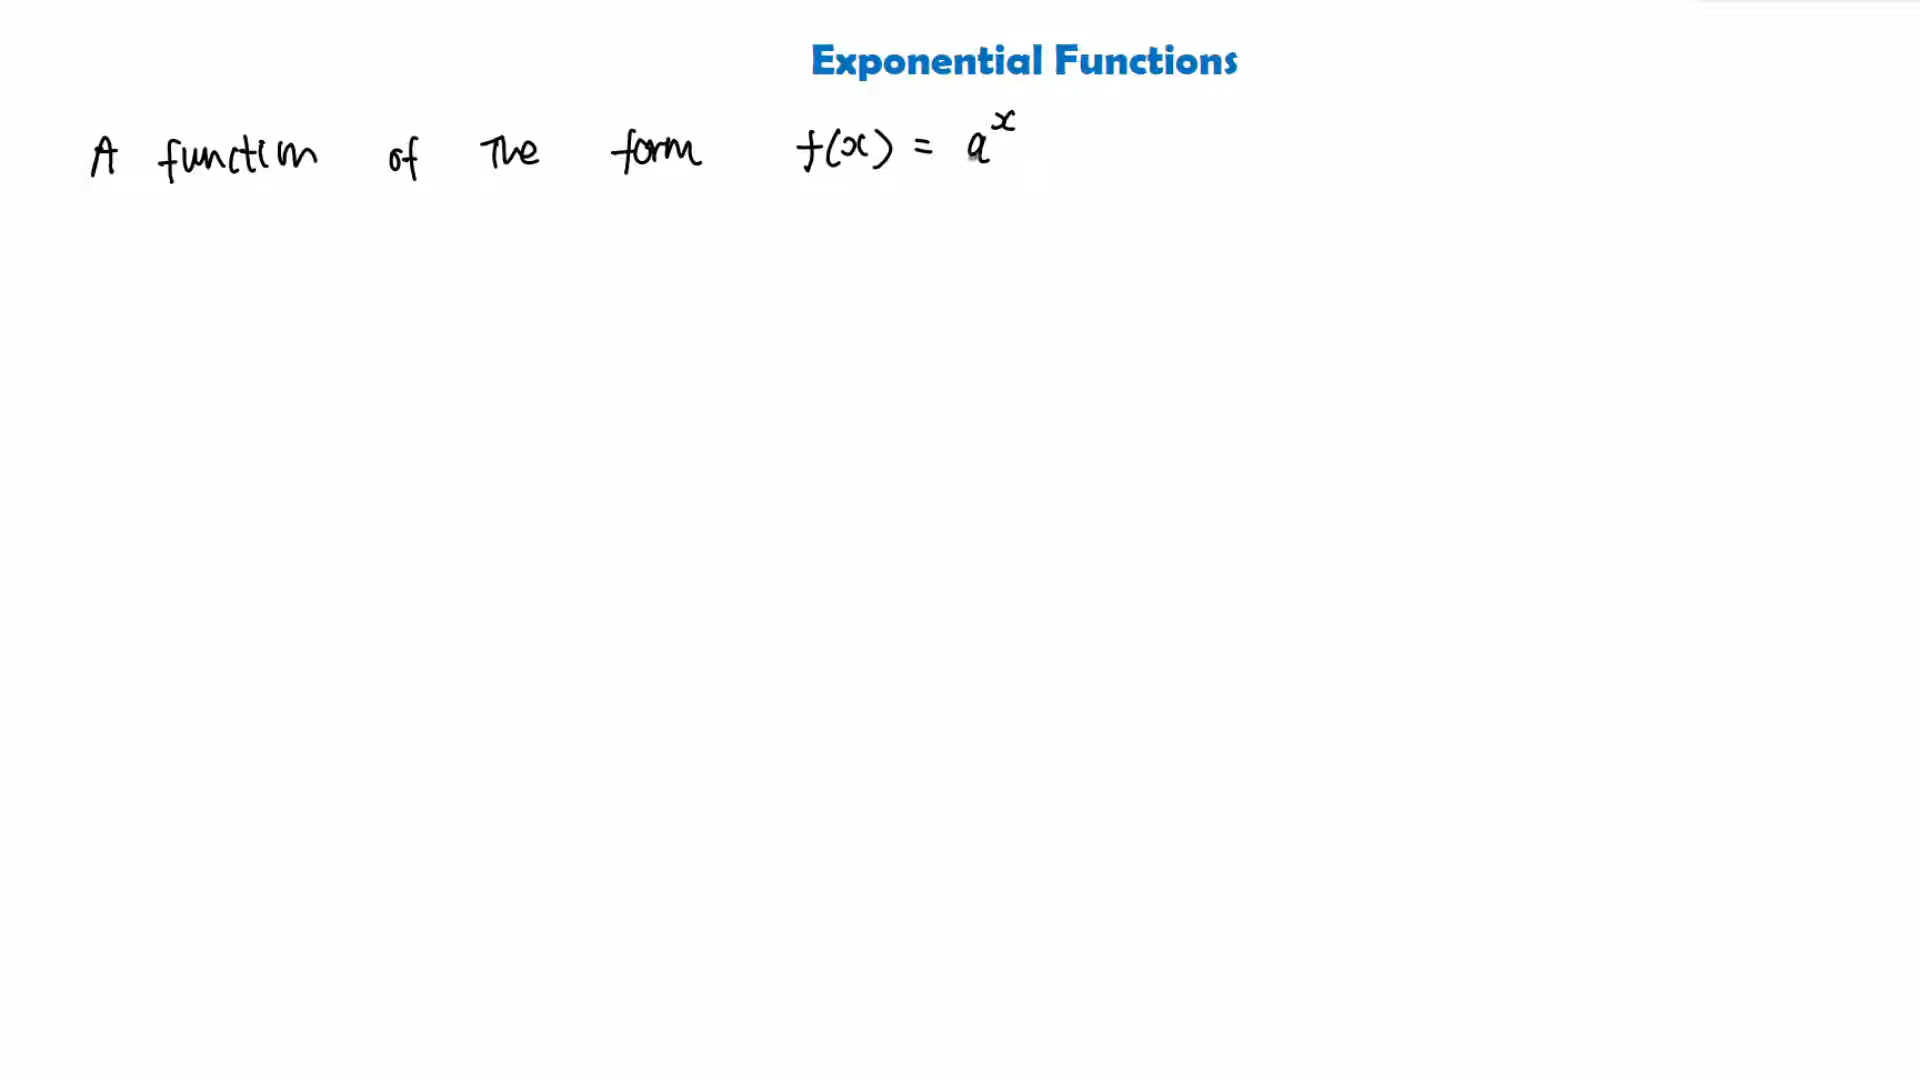 Exponential Functions
A function of the form f(x) = a^x